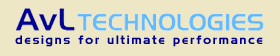 AvL TECHNOLOGIES
designs for ultimate performance